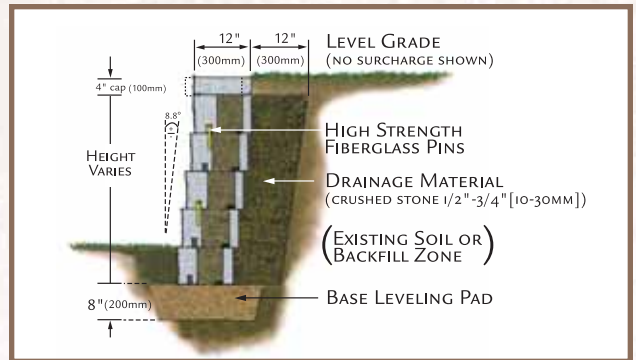 12" 12"
(300mm) (300mm)
LEVEL GRADE
(NO SURCHARGE SHOWN)
4" cap (100mm)
8.8°
HEIGHT
VARIES
HIGH STRENGTH
FIBERGLASS PINS
DRAINAGE MATERIAL
(CRUSHED STONE 1/2"-3/4"[10-30MM])
(EXISTING SOIL OR
BACKFILL ZONE)
8"(200mm)
BASE LEVELING PAD